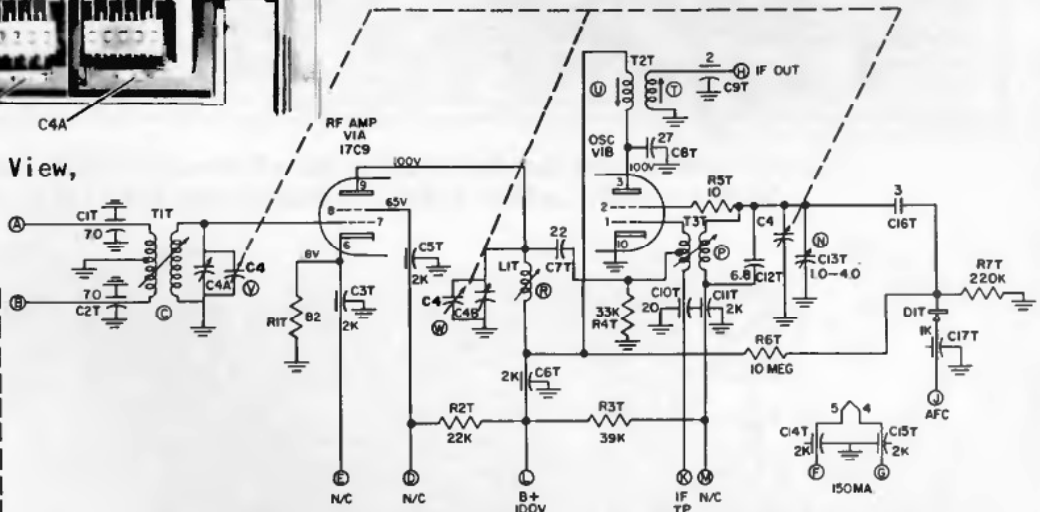 C4A
View,
RF AMP
V1A
17C9
100V
9
8
65V
7
6
8V
A
C1T
70
T1T
B
70
C2T
C
C4A
C4
V
R1T
82
C3T
2K
C5T
2K
C4
W
C4B
L1T
R
22
C7T
2K
C6T
R2T
22K
R3T
39K
E
N/C
D
N/C
L
B+
100V
K
IF
TP
M
N/C
T2T
U
T
2
H
IF OUT
C9T
OSC
V1B
27
C8T
100V
3
2
1
10
R5T
10
T3T
P
C4
6.8
C12T
N
C13T
1.0-4.0
33K
R4T
C10T
20
C11T
2K
3
C16T
R7T
220K
D1T
1K
C17T
R6T
10 MEG
J
AFC
5
4
C14T
2K
C15T
2K
F
G
150MA.